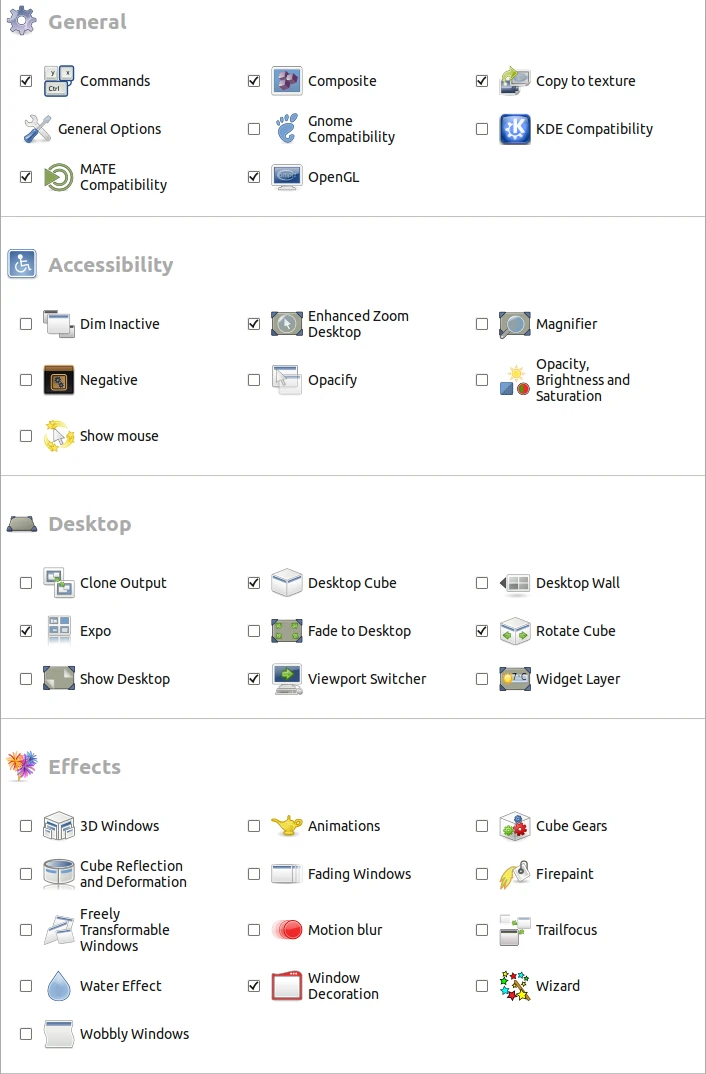 General
Commands
Composite
Copy to texture
General Options
Gnome
Compatibility
KDE Compatibility
MATE
Compatibility
OpenGL
Accessibility
Dim Inactive
Enhanced Zoom
Desktop
Magnifier
Negative
Opacify
Opacity,
Brightness and
Saturation
Show mouse
Desktop
Clone Output
Desktop Cube
Desktop Wall
Expo
Fade to Desktop
Rotate Cube
Show Desktop
Viewport Switcher
Widget Layer
Effects
3D Windows
Animations
Cube Gears
Cube Reflection
and Deformation
Fading Windows
Firepaint
Freely
Transformable
Windows
Motion blur
Trailfocus
Water Effect
Window
Decoration
Wizard
Wobbly Windows